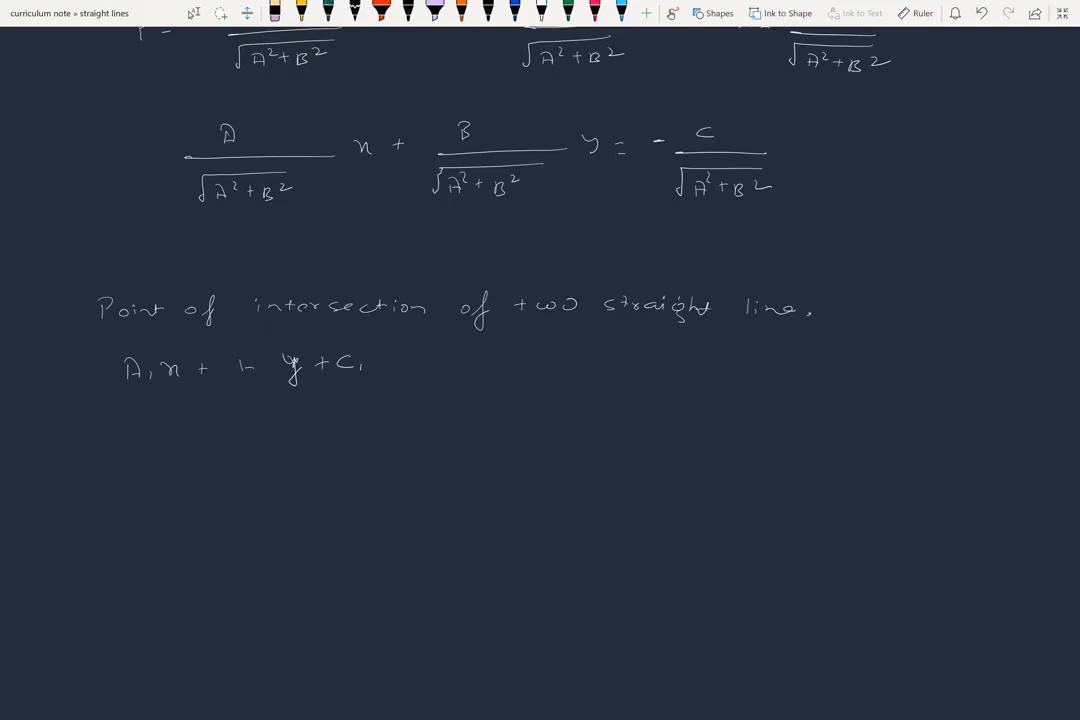 curriculum note » straight lines Shapes Ink to Shape Ink to Text Ruler
√A²+B² √A²+B² √A²+B²
A/√A²+B² x + B/√A²+B² y = - C/√A²+B²
Point of intersection of two straight line.
A₁x + y + C₁